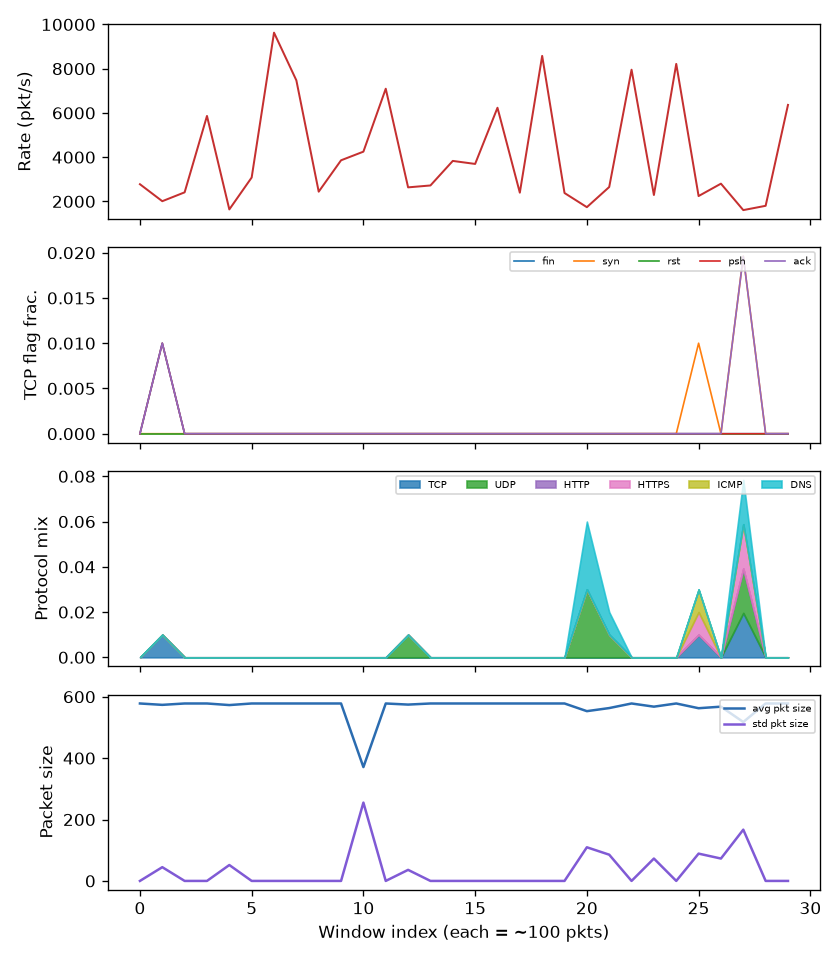 10000
8000
6000
4000
2000
Rate (pkt/s)
0.020
0.015
0.010
0.005
0.000
TCP flag frac.
fin syn rst psh ack
0.08
0.06
0.04
0.02
0.00
Protocol mix
TCP UDP HTTP HTTPS ICMP DNS
600
400
200
0
Packet size
avg pkt size
std pkt size
0 5 10 15 20 25 30
Window index (each = ~100 pkts)